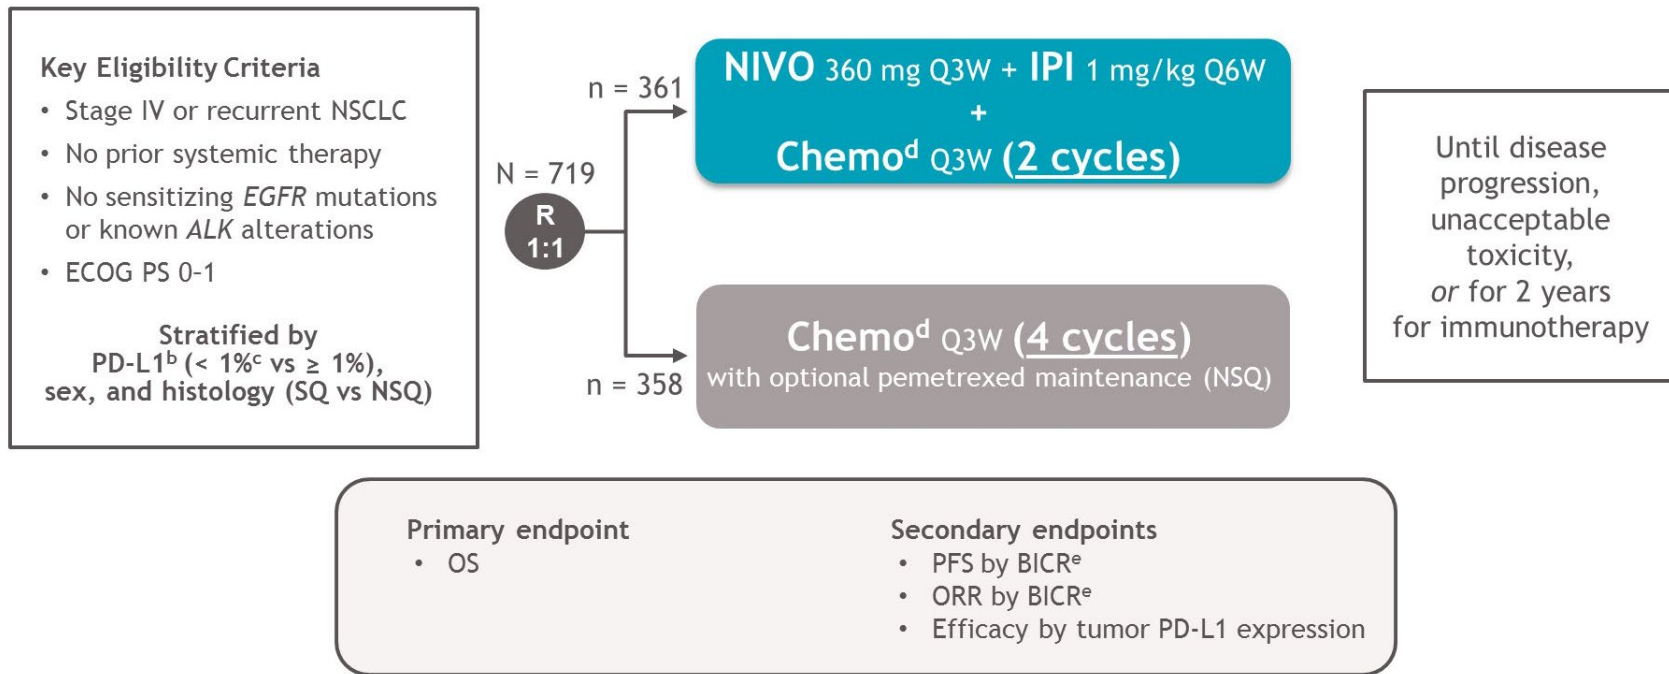 Key Eligibility Criteria
• Stage IV or recurrent NSCLC
• No prior systemic therapy
• No sensitizing EGFR mutations
or known ALK alterations
• ECOG PS 0–1
Stratified by
PD-L1ᵇ (< 1%ᶜ vs ≥ 1%),
sex, and histology (SQ vs NSQ)
N = 719
R
1:1
n = 361
NIVO 360 mg Q3W + IPI 1 mg/kg Q6W
+
Chemoᵈ Q3W (2 cycles)
n = 358
Chemoᵈ Q3W (4 cycles)
with optional pemetrexed maintenance (NSQ)
Until disease
progression,
unacceptable
toxicity,
or for 2 years
for immunotherapy
Primary endpoint
• OS
Secondary endpoints
• PFS by BICRᵉ
• ORR by BICRᵉ
• Efficacy by tumor PD-L1 expression